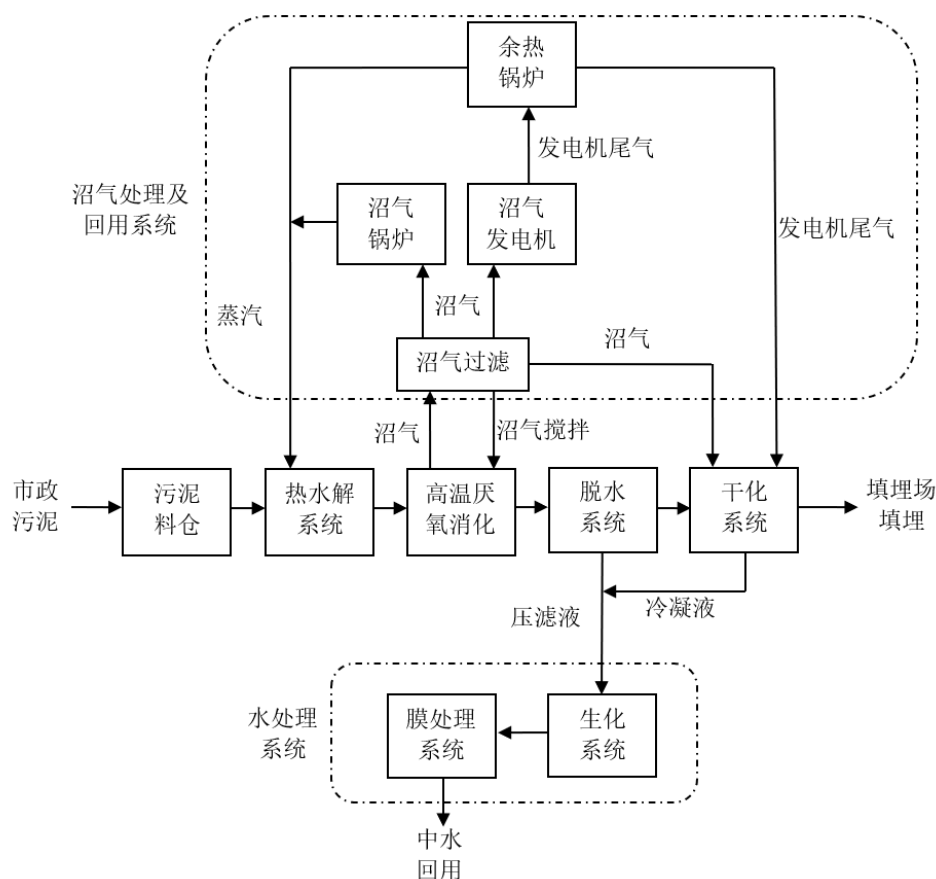 余热
锅炉
发电机尾气
沼气处理及
回用系统
沼气
锅炉
沼气
发电机
发电机尾气
蒸汽
沼气
沼气
沼气过滤
沼气
沼气搅拌
市政
污泥
污泥
料仓
热水解
系统
高温厌
氧消化
脱水
系统
干化
系统
填埋场
填埋
压滤液
冷凝液
水处理
系统
膜处理
系统
生化
系统
中水
回用